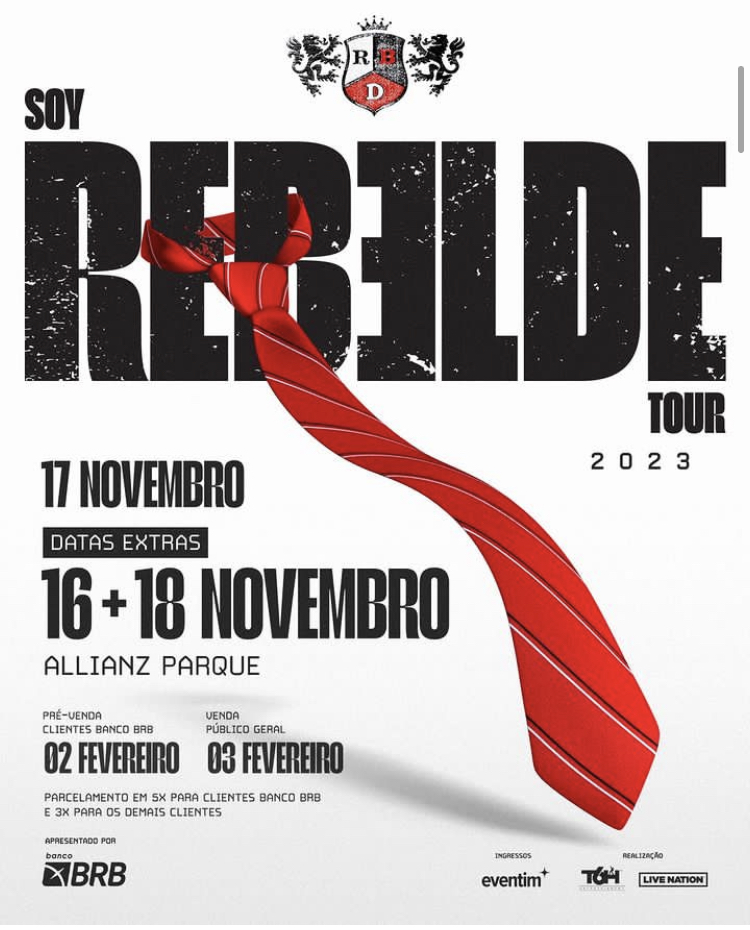 R B
D
SOY
REBELDE
TOUR
2023
17 NOVEMBRO
DATAS EXTRAS
16+18 NOVEMBRO
ALLIANZ PARQUE
PRÉ-VENDA
CLIENTES BANCO BRB
02 FEVEREIRO
VENDA
PÚBLICO GERAL
03 FEVEREIRO
PARCELAMENTO EM 5X PARA CLIENTES BANCO BRB
E 3X PARA OS DEMAIS CLIENTES
APRESENTADO POR
banco
BRB
INGRESSOS
eventim
REALIZAÇÃO
T6H
LIVE NATION